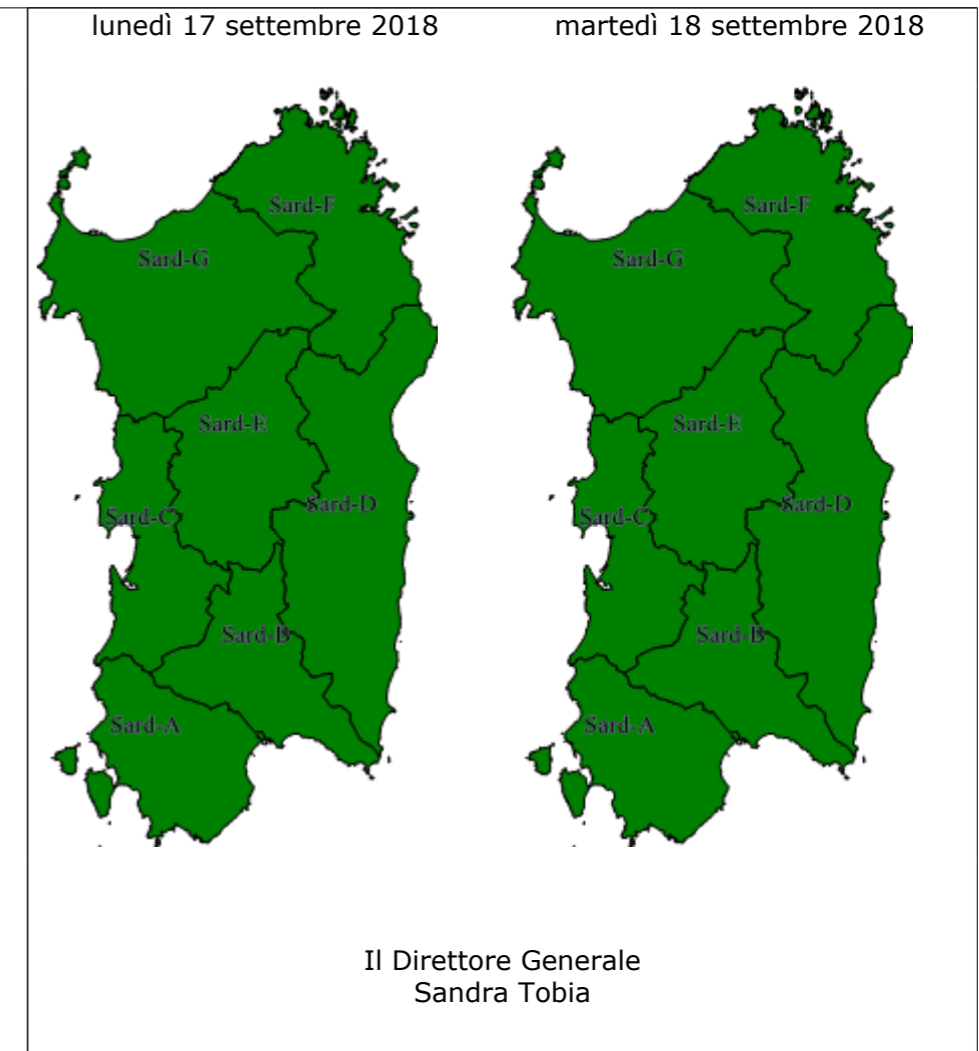 lunedì 17 settembre 2018
martedì 18 settembre 2018
Sard-F
Sard-G
Sard-E
Sard-D
Sard-C
Sard-B
Sard-A
Sard-F
Sard-G
Sard-E
Sard-D
Sard-C
Sard-B
Sard-A
Il Direttore Generale
Sandra Tobia